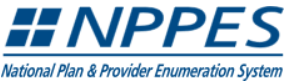 NPPES
National Plan & Provider Enumeration System